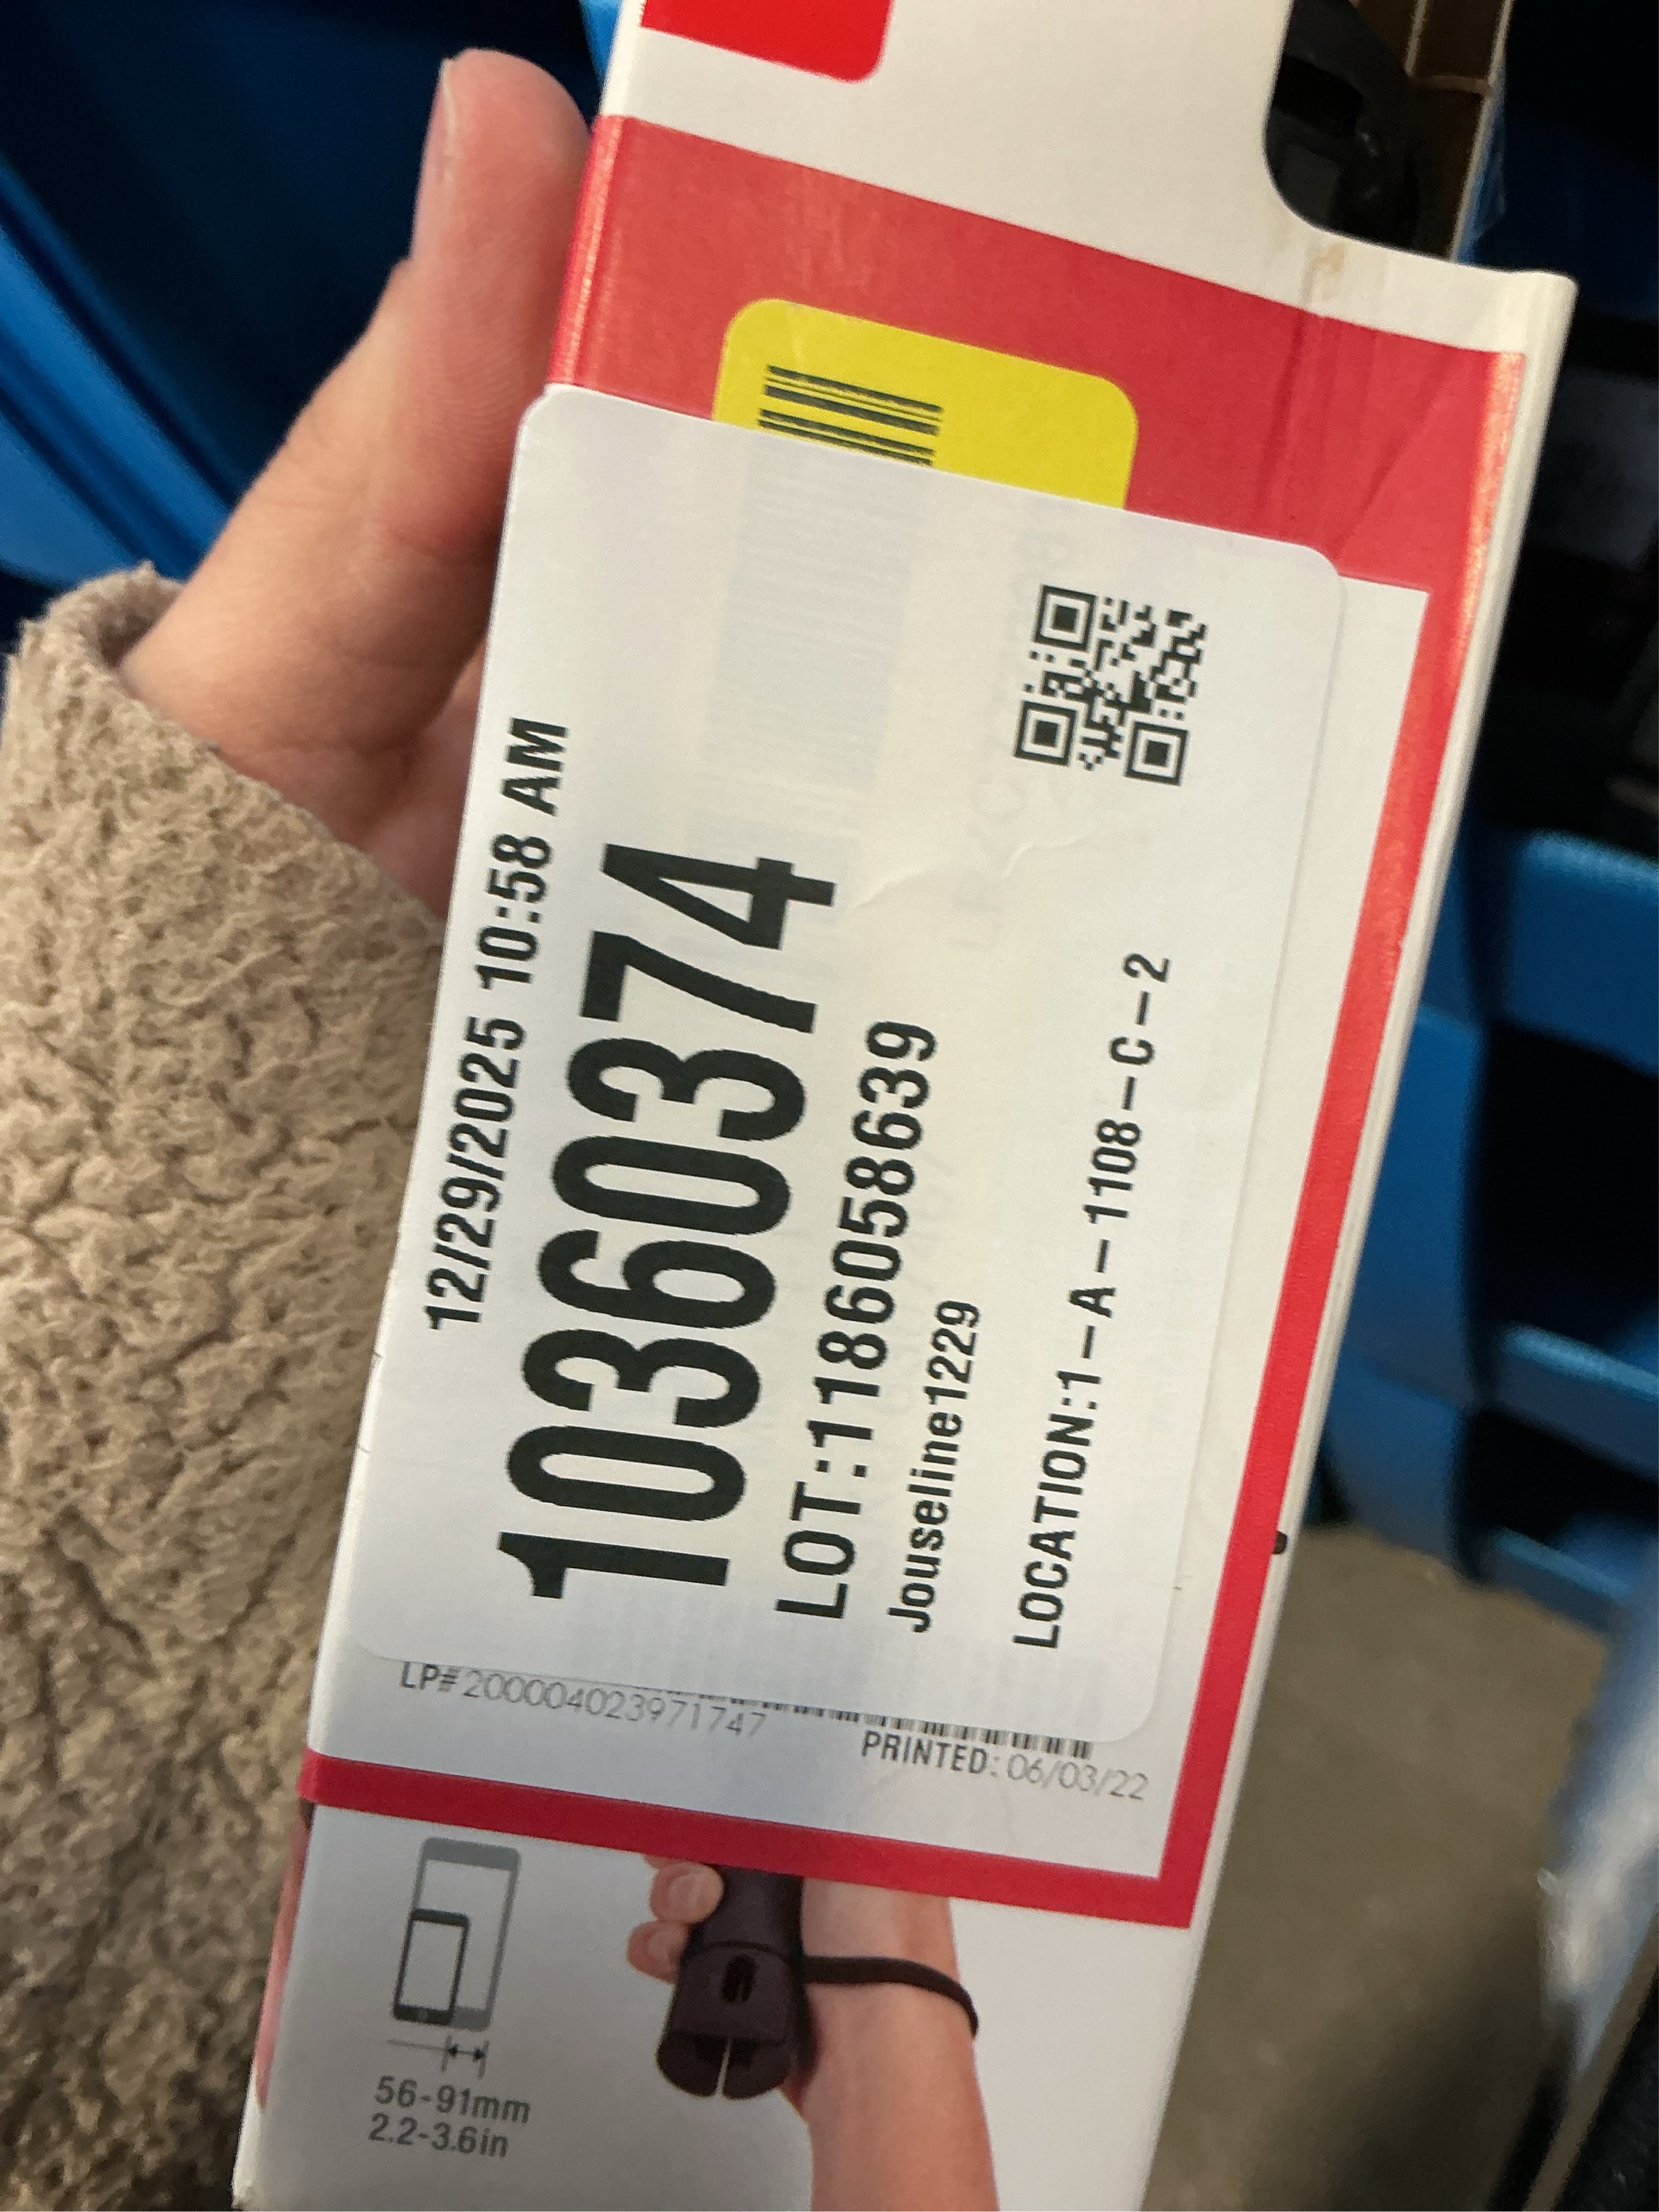 12/29/2025 10:58 AM
10360374
LOT:1186058639
Jouseline1229
LOCATION:1-A-1108-C-2
LP#200004023971747
PRINTED: 06/03/22
56-91mm
2.2-3.6in